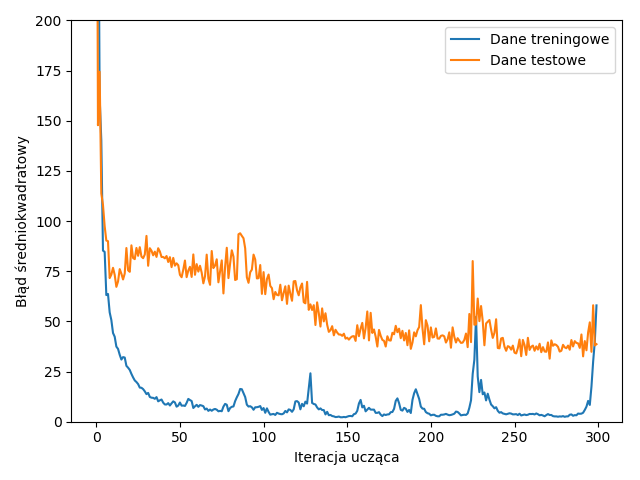 200
175
150
125
100
75
50
25
0
Błąd średniokwadratowy
Dane treningowe
Dane testowe
0 50 100 150 200 250 300
Iteracja ucząca